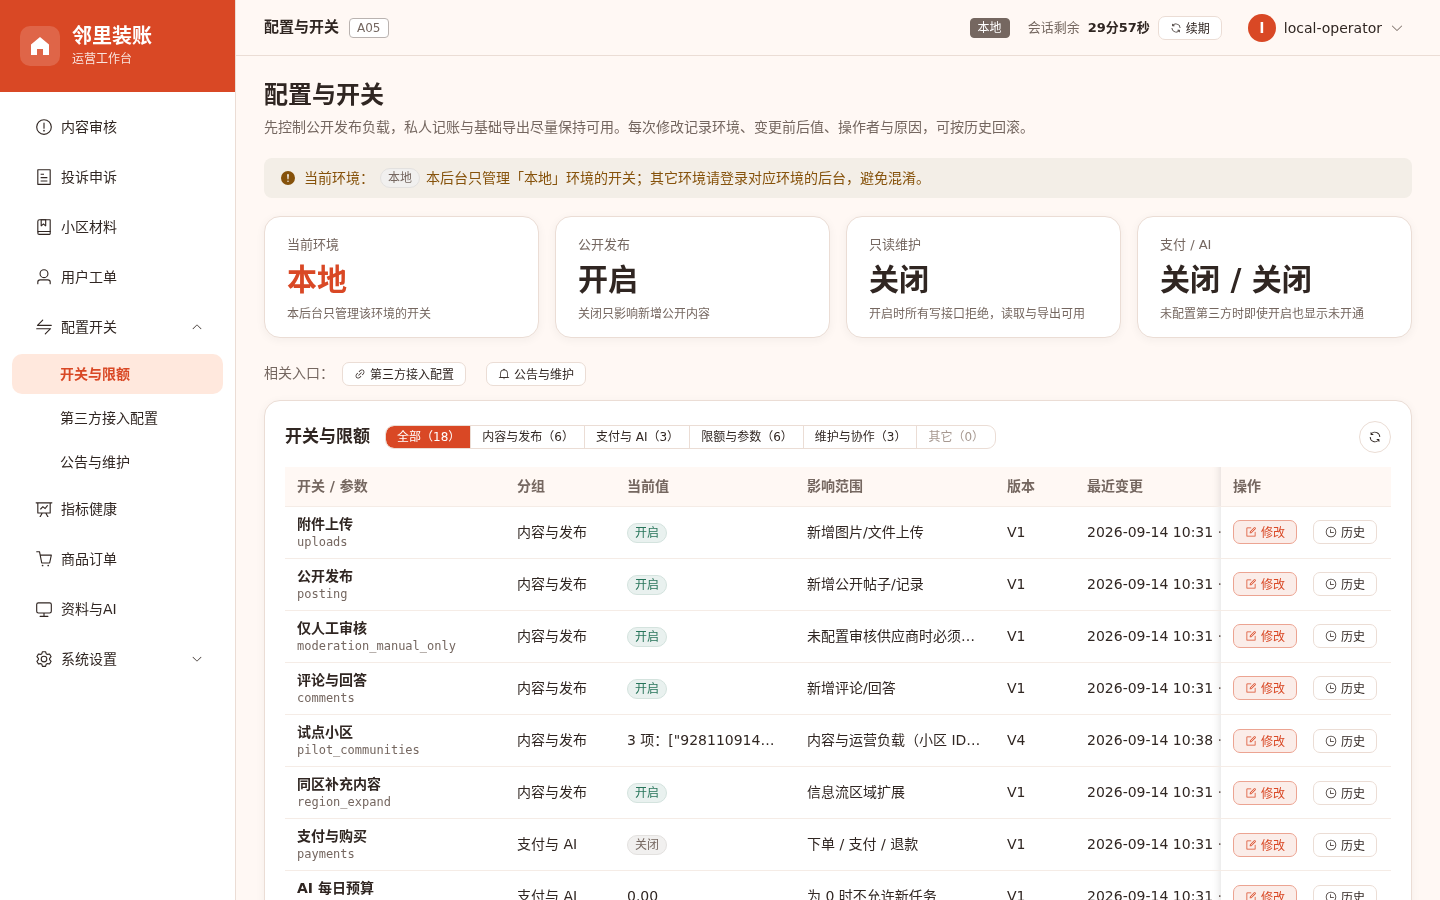 邻里装账
运营工作台
内容审核
投诉申诉
小区材料
用户工单
配置开关
开关与限额
第三方接入配置
公告与维护
指标健康
商品订单
资料与AI
系统设置
配置与开关 A05
本地 会话剩余 29分57秒 续期 l local-operator
配置与开关
先控制公开发布负载，私人记账与基础导出尽量保持可用。每次修改记录环境、变更前后值、操作者与原因，可按历史回滚。
当前环境： 本地 本后台只管理「本地」环境的开关；其它环境请登录对应环境的后台，避免混淆。
当前环境
本地
本后台只管理该环境的开关
公开发布
开启
关闭只影响新增公开内容
只读维护
关闭
开启时所有写接口拒绝，读取与导出可用
支付 / AI
关闭 / 关闭
未配置第三方时即使开启也显示未开通
相关入口： 第三方接入配置 公告与维护
开关与限额 全部（18） 内容与发布（6） 支付与 AI（3） 限额与参数（6） 维护与协作（3） 其它（0）
开关 / 参数 分组 当前值 影响范围 版本 最近变更 操作
附件上传
uploads
内容与发布 开启 新增图片/文件上传 V1 2026-09-14 10:31 · 修改 历史
公开发布
posting
内容与发布 开启 新增公开帖子/记录 V1 2026-09-14 10:31 · 修改 历史
仅人工审核
moderation_manual_only
内容与发布 开启 未配置审核供应商时必须… V1 2026-09-14 10:31 · 修改 历史
评论与回答
comments
内容与发布 开启 新增评论/回答 V1 2026-09-14 10:31 · 修改 历史
试点小区
pilot_communities
内容与发布 3 项：["928110914… 内容与运营负载（小区 ID… V4 2026-09-14 10:38 · 修改 历史
同区补充内容
region_expand
内容与发布 开启 信息流区域扩展 V1 2026-09-14 10:31 · 修改 历史
支付与购买
payments
支付与 AI 关闭 下单 / 支付 / 退款 V1 2026-09-14 10:31 · 修改 历史
AI 每日预算
支付与 AI 0.00 为 0 时不允许新任务 V1 2026-09-14 10:31 · 修改 历史